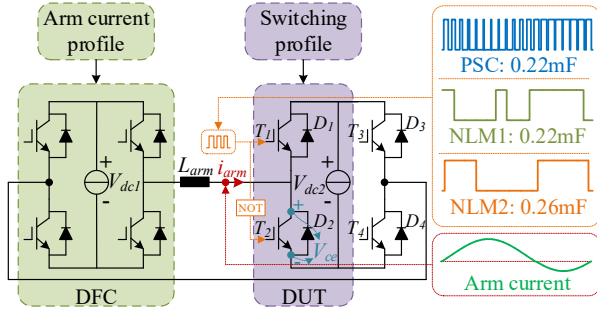 Arm current
profile
Switching
profile
PSC: 0.22mF
NLM1: 0.22mF
NLM2: 0.26mF
Arm current
T1
D1
T3
D3
+
Vdc1
-
Larm
iarm
+
Vdc2
-
NOT
T2
+
D2
Vce
-
T4
D4
DFC
DUT